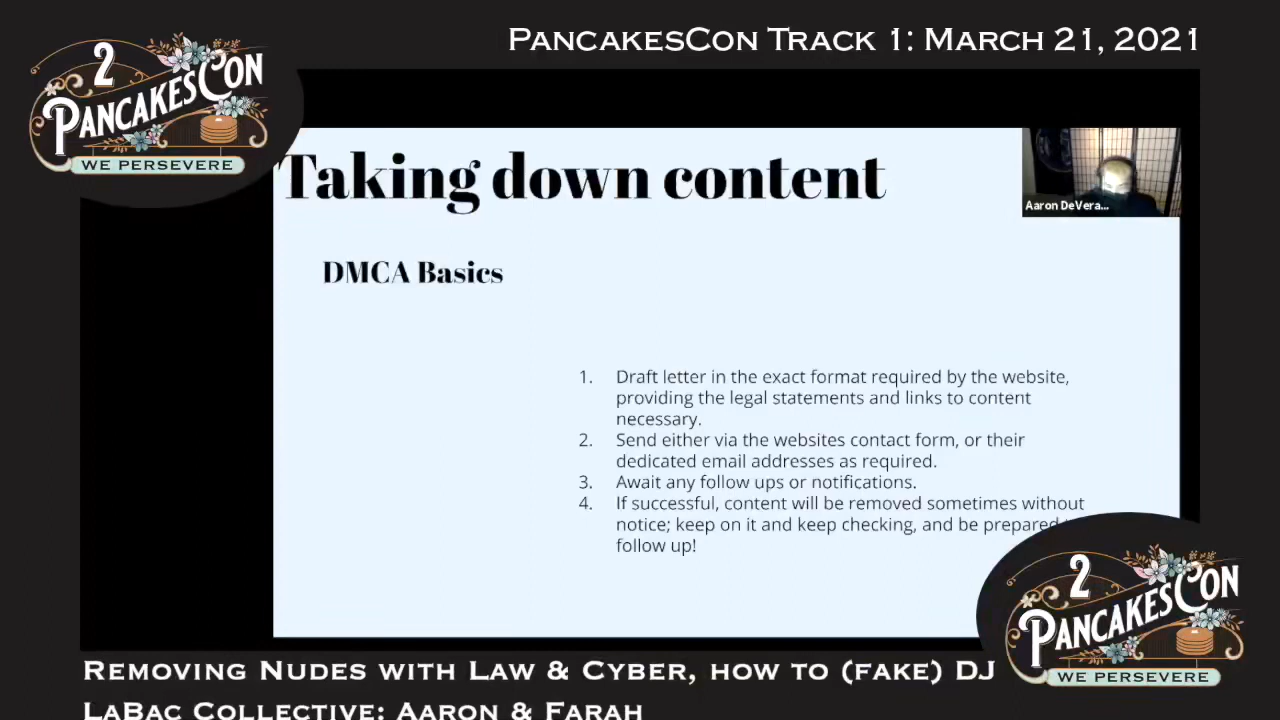 PancakesCon Track 1: March 21, 2021
2
PancakesCon
WE PERSEVERE
Taking down content
Aaron DeVera...
DMCA Basics
1. Draft letter in the exact format required by the website,
providing the legal statements and links to content
necessary.
2. Send either via the websites contact form, or their
dedicated email addresses as required.
3. Await any follow ups or notifications.
4. If successful, content will be removed sometimes without
notice; keep on it and keep checking, and be prepared
follow up!
2
PancakesCon
WE PERSEVERE
Removing Nudes with Law & Cyber, how to (fake) DJ
LaBac Collective: Aaron & Farah